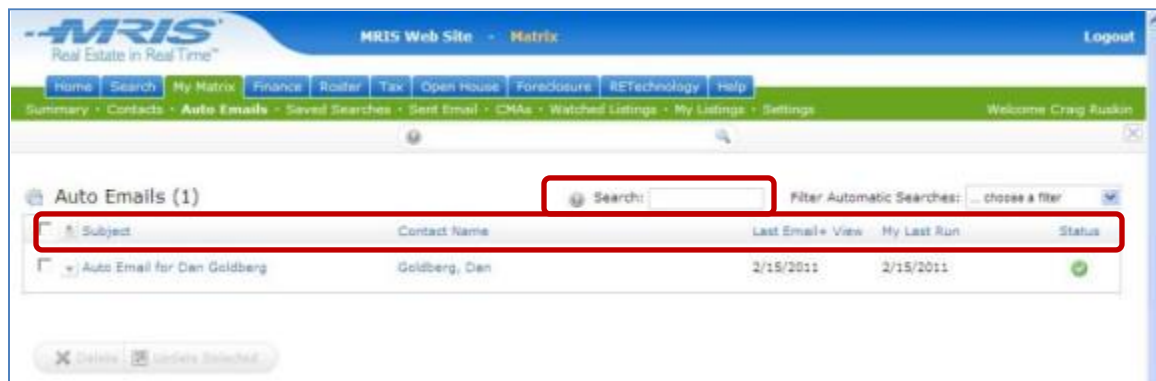 MRIS
Real Estate in Real Time™
MRIS Web Site - Matrix
Logout
Home Search My Matrix Finance Roster Tax Open House Foreclosure RETechnology Help
Summary · Contacts · Auto Emails · Saved Searches · Sent Email · CMAs · Watched Listings · My Listings · Settings
Welcome Craig Ruskin
Auto Emails (1)
Search:
Filter Automatic Searches: ... choose a filter
Subject Contact Name Last Email+ View My Last Run Status
Auto Email for Dan Goldberg Goldberg, Dan 2/15/2011 2/15/2011
Delete Update Selected